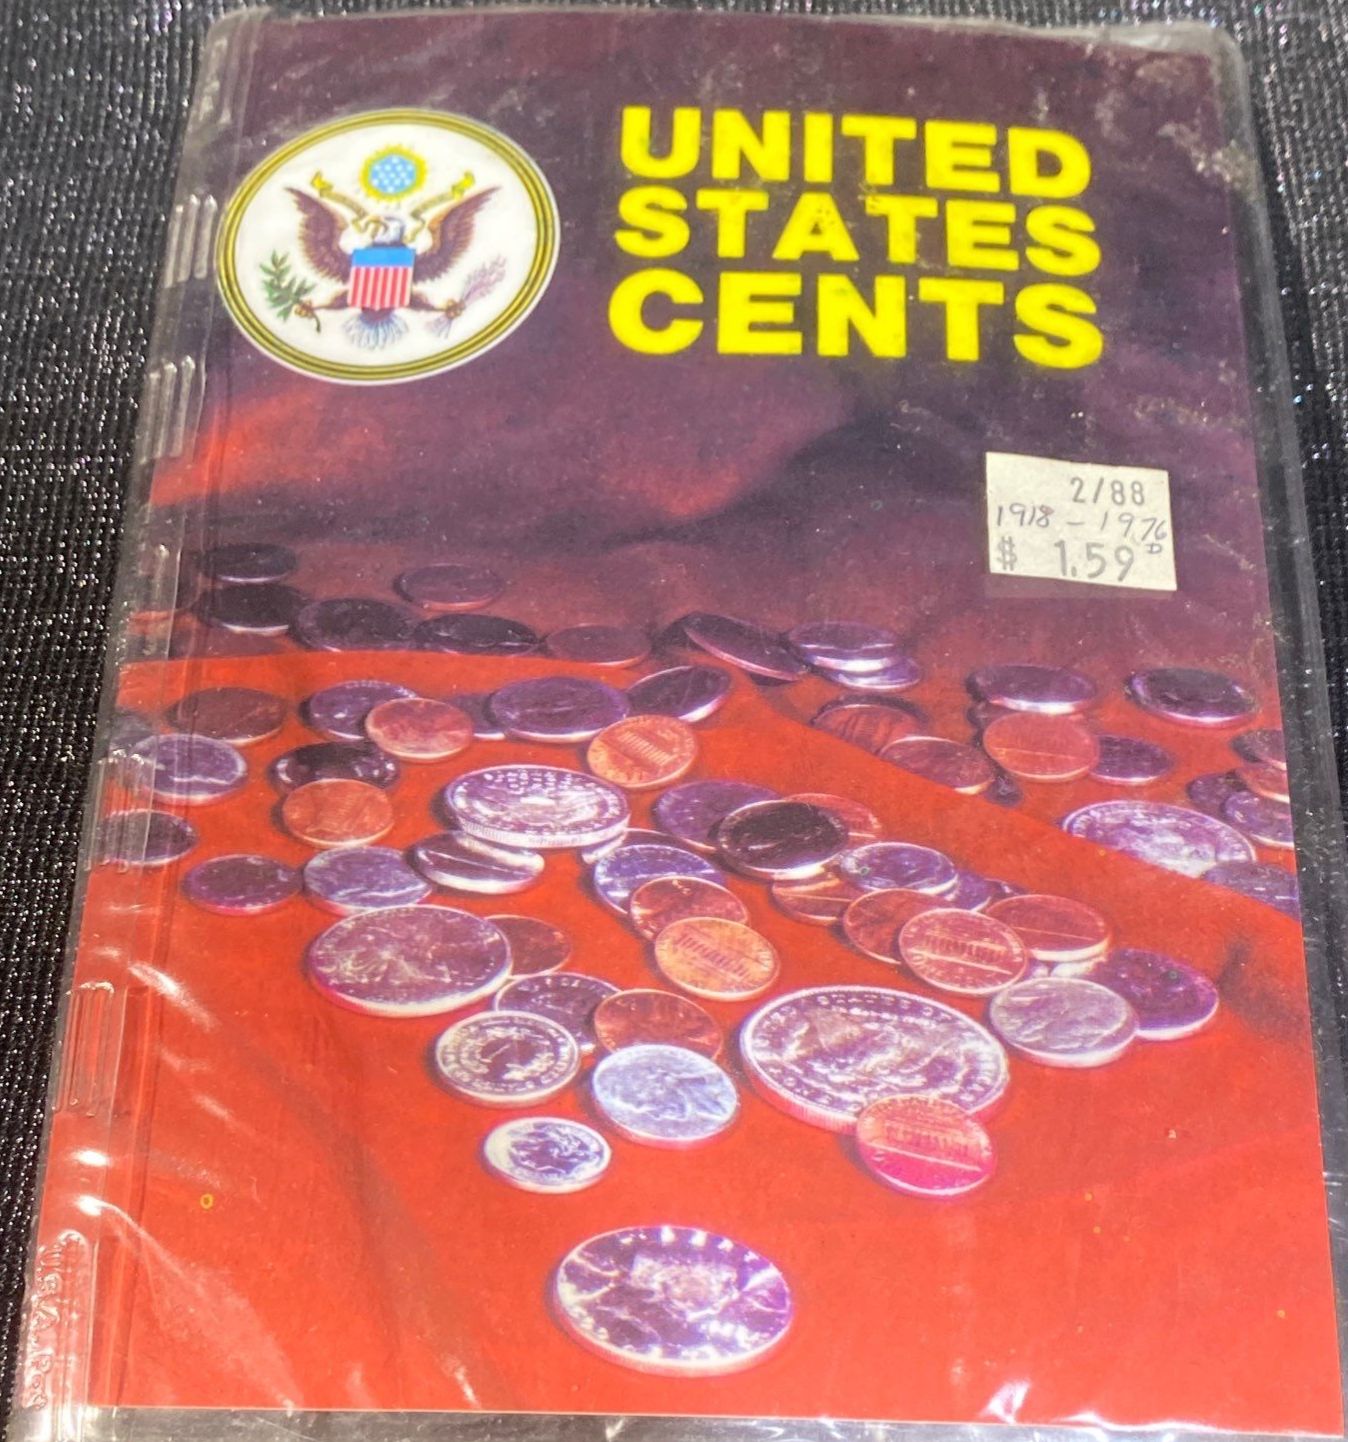 UNITED
STATES
CENTS
2/88
1918 - 1976
D
$ 1.59